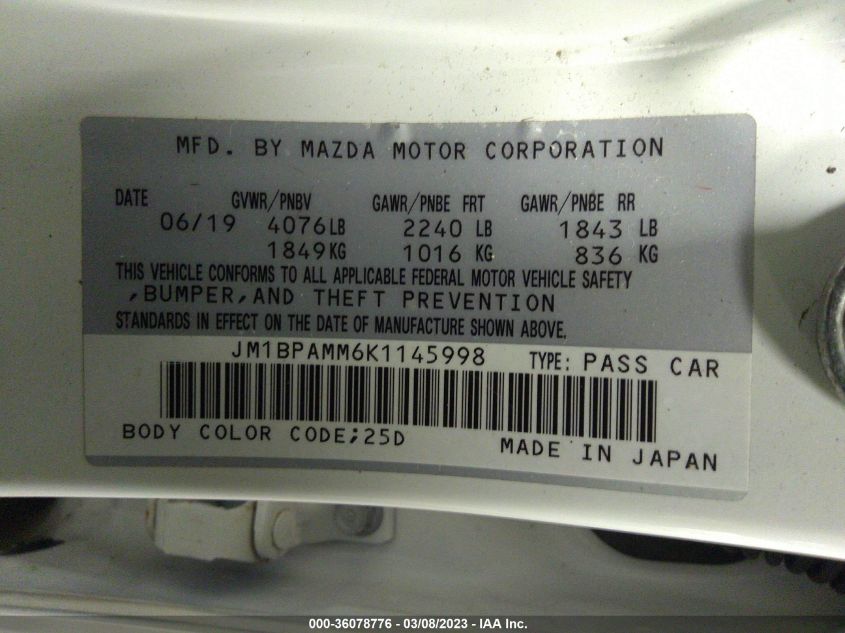 MFD. BY MAZDA MOTOR CORPORATION
DATE GVWR/PNBV GAWR/PNBE FRT GAWR/PNBE RR
06/19 4076LB 2240 LB 1843 LB
1849KG 1016 KG 836 KG
THIS VEHICLE CONFORMS TO ALL APPLICABLE FEDERAL MOTOR VEHICLE SAFETY
,BUMPER,AND THEFT PREVENTION
STANDARDS IN EFFECT ON THE DATE OF MANUFACTURE SHOWN ABOVE.
JM1BPAMM6K1145998 TYPE: PASS CAR
BODY COLOR CODE;25D MADE IN JAPAN
000-36078776 - 03/08/2023 - IAA Inc.